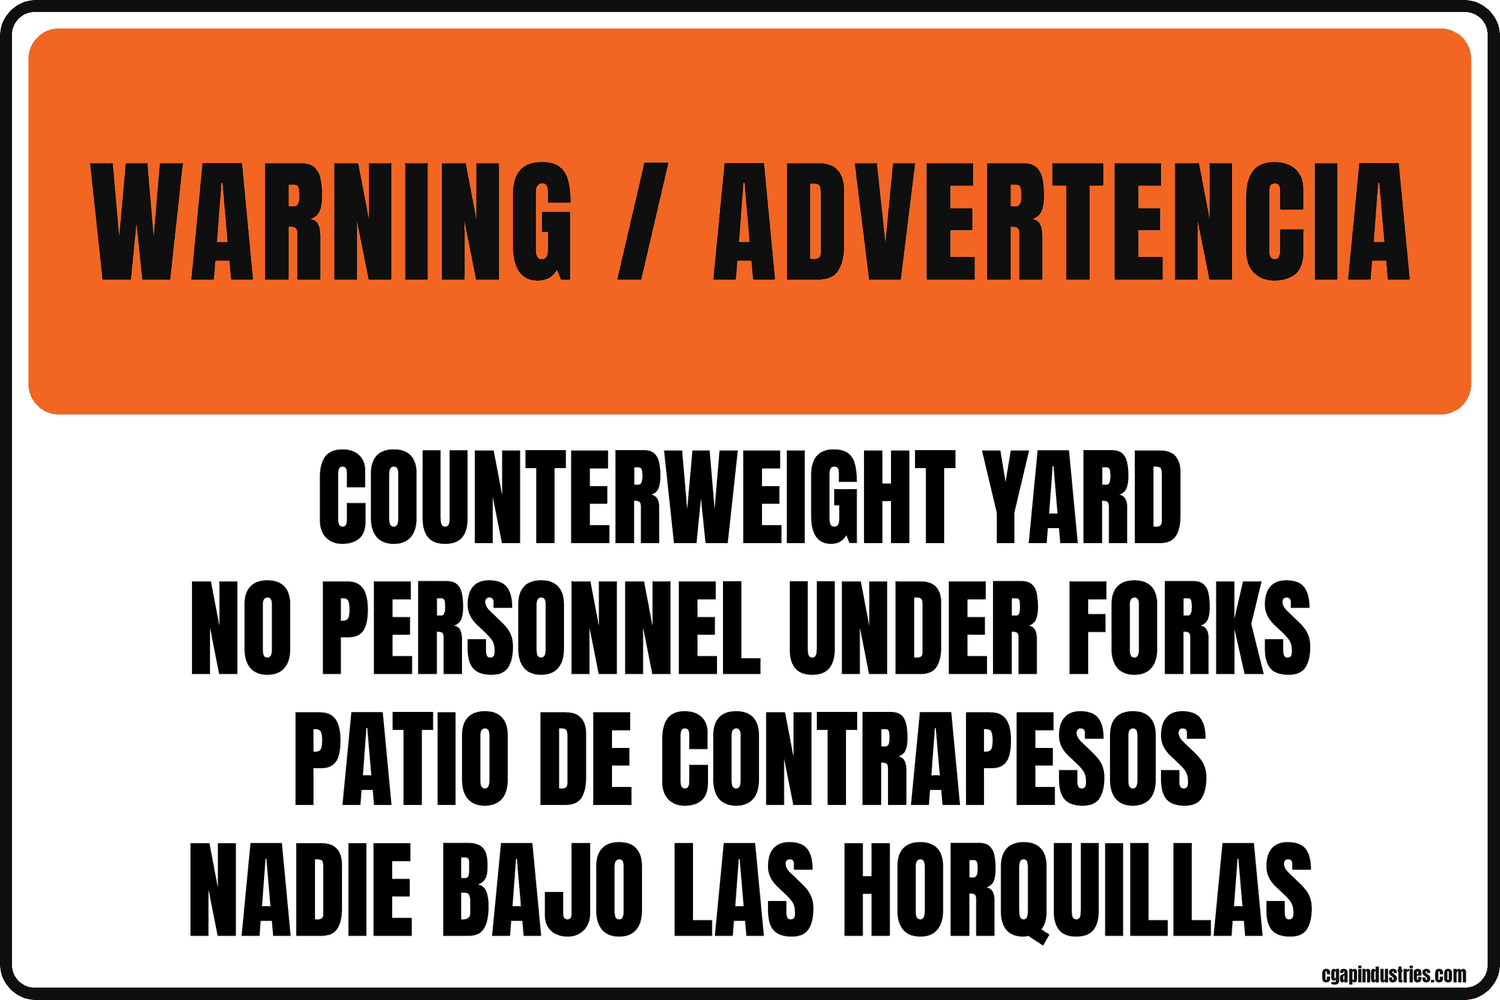 WARNING / ADVERTENCIA
COUNTERWEIGHT YARD
NO PERSONNEL UNDER FORKS
PATIO DE CONTRAPESOS
NADIE BAJO LAS HORQUILLAS
cgapindustries.com